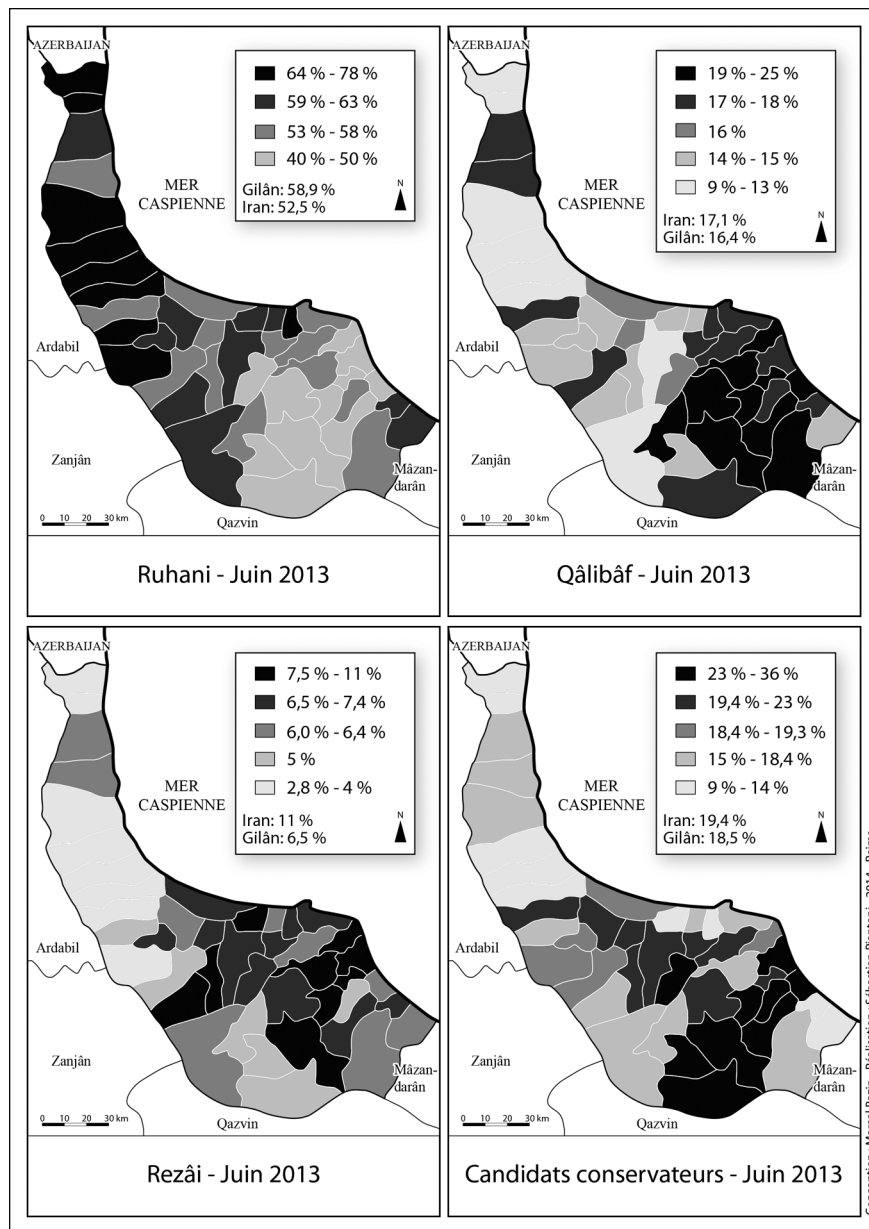 AZERBAIJAN
64 % - 78 %
59 % - 63 %
53 % - 58 %
40 % - 50 %
Gilân: 58,9 %
Iran: 52,5 %
N
MER
CASPIENNE
Ardabil
Zanjân
Mâzan-
darân
Qazvin
0 10 20 30 km
Ruhani - Juin 2013
AZERBAIJAN
19 % - 25 %
17 % - 18 %
16 %
14 % - 15 %
9 % - 13 %
Iran: 17,1 %
Gilân: 16,4 %
N
MER
CASPIENNE
Ardabil
Zanjân
Mâzan-
darân
Qazvin
0 10 20 30 km
Qâlibâf - Juin 2013
AZERBAIJAN
7,5 % - 11 %
6,5 % - 7,4 %
6,0 % - 6,4 %
5 %
2,8 % - 4 %
Iran: 11 %
Gilân: 6,5 %
N
MER
CASPIENNE
Ardabil
Zanjân
Mâzan-
darân
Qazvin
0 10 20 30 km
Rezâi - Juin 2013
AZERBAIJAN
23 % - 36 %
19,4 % - 23 %
18,4 % - 19,3 %
15 % - 18,4 %
9 % - 14 %
Iran: 19,4 %
Gilân: 18,5 %
N
MER
CASPIENNE
Ardabil
Zanjân
Mâzan-
darân
Qazvin
0 10 20 30 km
Candidats conservateurs - Juin 2013